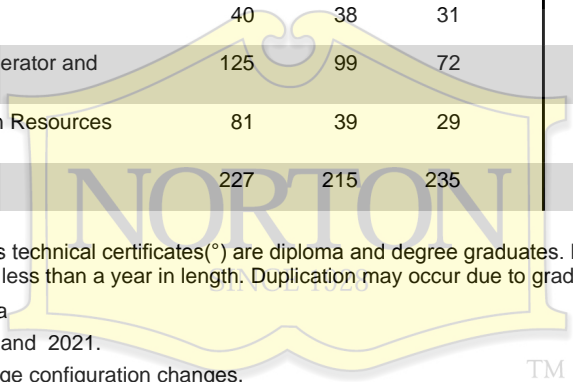 40 38 31
erator and 125 99 72
n Resources 81 39 29
227 215 235
NORTON
s technical certificates(°) are diploma and degree graduates.
less than a year in length. Duplication may occur due to grad
SINCE 1928
a
and 2021.
ge configuration changes.
TM